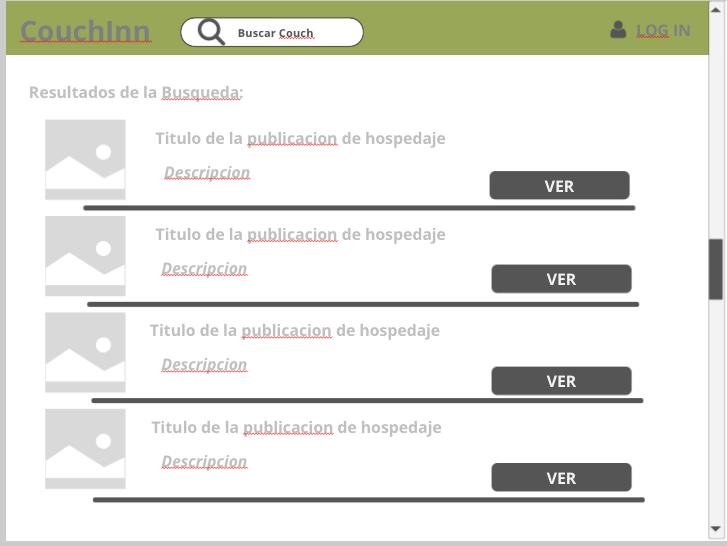 CouchInn
Buscar Couch
LOG IN
Resultados de la Busqueda:
Titulo de la publicacion de hospedaje
Descripcion
VER
Titulo de la publicacion de hospedaje
Descripcion
VER
Titulo de la publicacion de hospedaje
Descripcion
VER
Titulo de la publicacion de hospedaje
Descripcion
VER